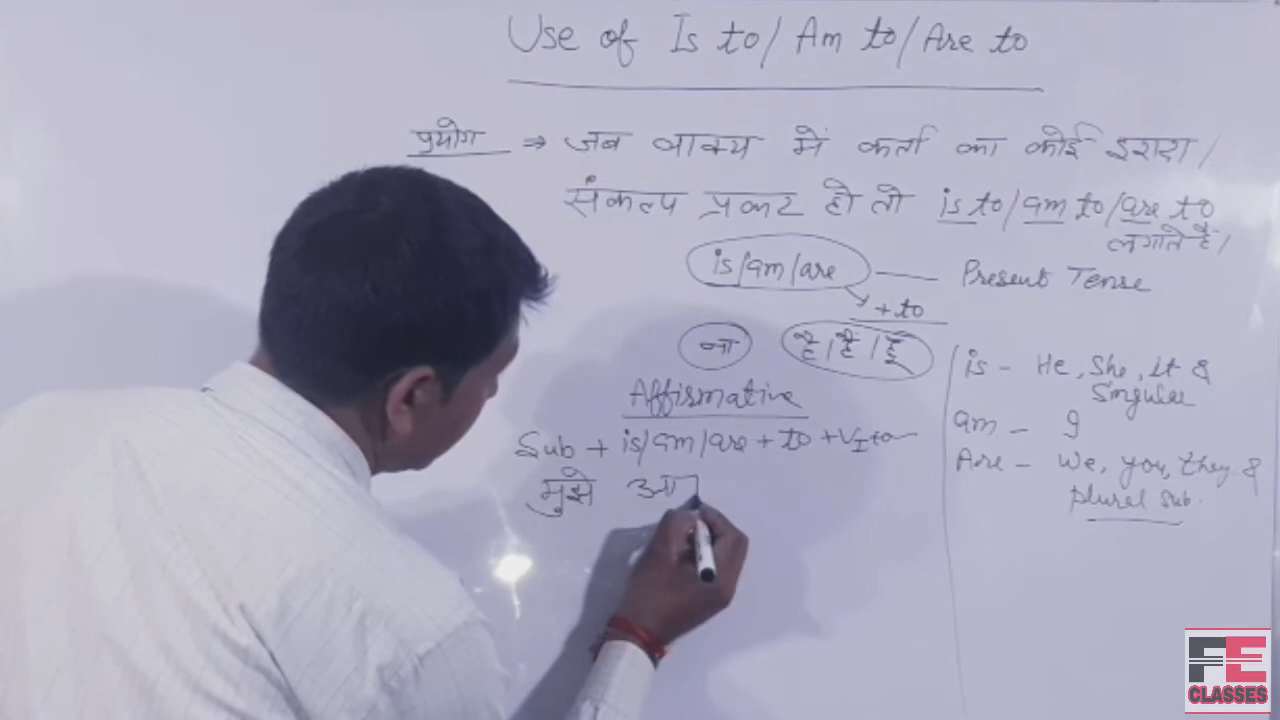 Use of Is to/ Am to/ Are to
प्रयोग ⇒ जब वाक्य में कर्ता का कोई इरादा/
संकल्प प्रकट हो तो is to/am to/are to
लगाते हैं/
is/am/are — Present Tense
+ to
ना है/हैं/हूँ
Affirmative
Sub + is/am/are + to + VI to
मुझे आ
is - He, She, it &
Singular
am - I
Are - We, you, they &
plural sub.
FE
CLASSES